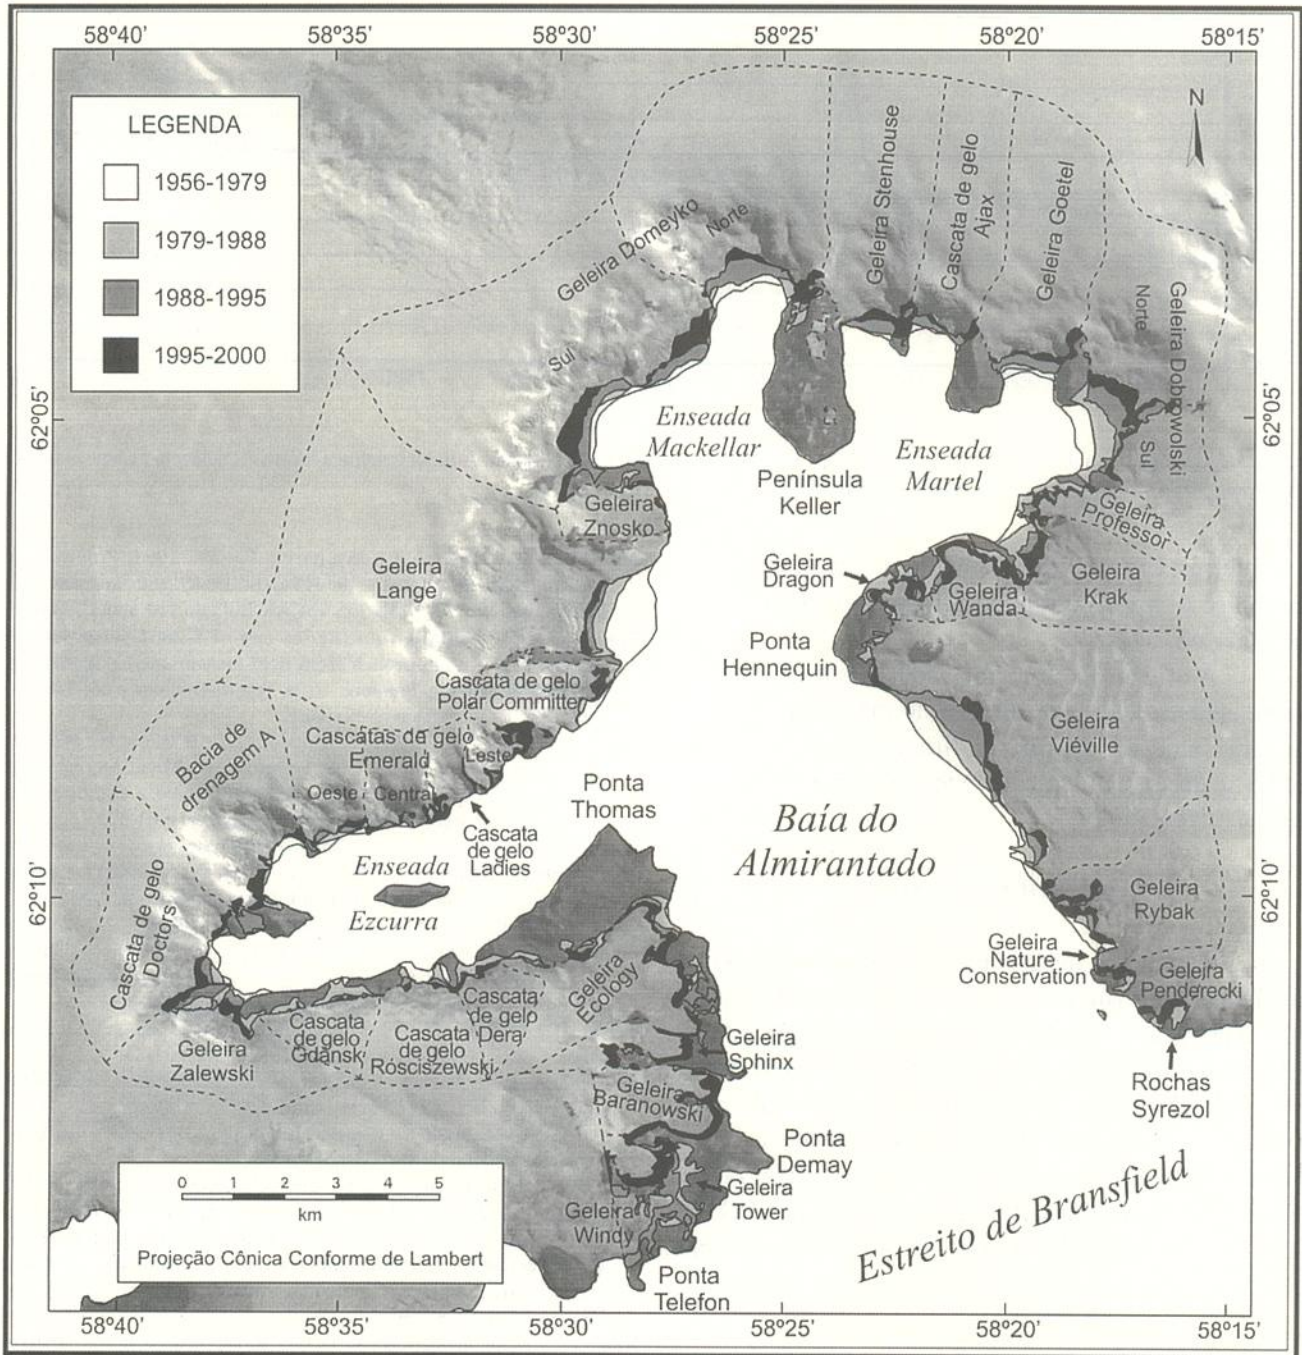 58°40' 58°35' 58°30' 58°25' 58°20' 58°15'
LEGENDA
1956-1979
1979-1988
1988-1995
1995-2000
N
Geleira Domeyko
Norte
Sul
Geleira Stenhouse
Cascata de gelo
Ajax
Geleira Goetel
Norte
Geleira Dobrowolski
Sul
62°05'
62°05'
Enseada
Mackellar
Península
Keller
Enseada
Martel
Geleira
Znosko
Geleira
Professor
Geleira
Lange
Geleira
Dragon
Geleira
Wanda
Geleira
Krak
Ponta
Hennequin
Cascata de gelo
Polar Committe
Geleira
Viéville
Bacia de
drenagem A
Cascatas de gelo
Emerald
Leste
Oeste
Central
Ponta
Thomas
Cascata
de gelo
Ladies
Baía do
Almirantado
Enseada
Ezcurra
62°10'
62°10'
Cascata de gelo
Doctors
Geleira
Rybak
Geleira
Nature
Conservation
Geleira
Penderecki
Geleira
Ecology
Cascata
de gelo
Dera
Cascata
de gelo
Gdansk
Cascata
de gelo
Rósciszewski
Geleira
Zalewski
Geleira
Sphinx
Geleira
Baranowski
Rochas
Syrezol
Ponta
Demay
Geleira
Tower
Geleira
Windy
Ponta
Telefon
Estreito de Bransfield
0 1 2 3 4 5
km
Projeção Cônica Conforme de Lambert
58°40' 58°35' 58°30' 58°25' 58°20' 58°15'